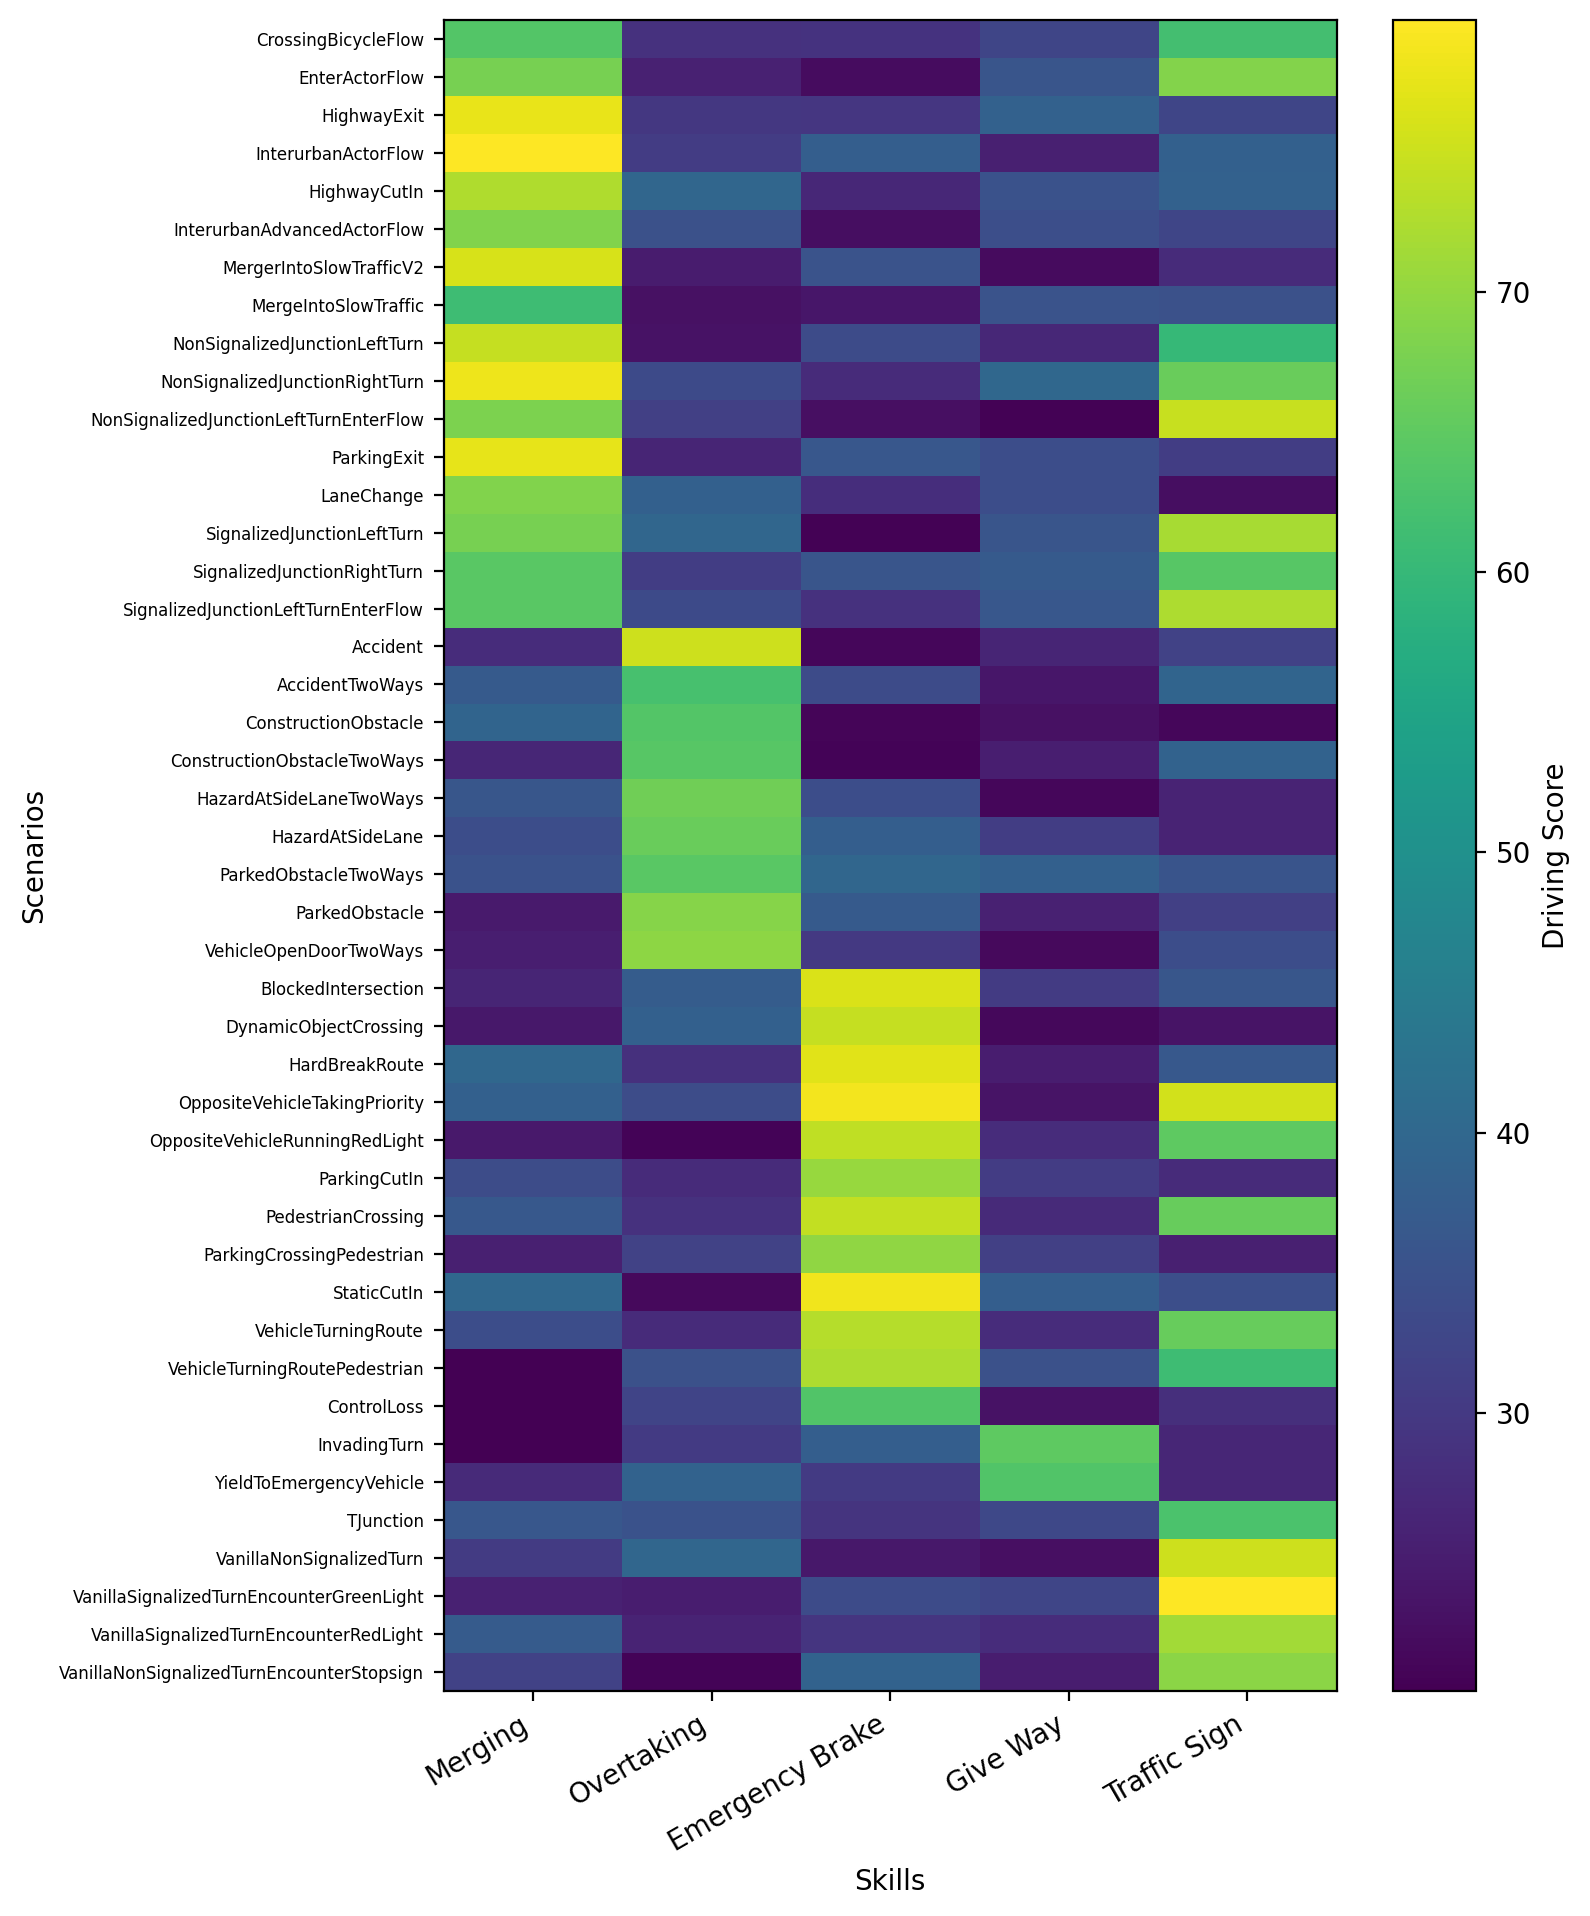 CrossingBicycleFlow
EnterActorFlow
HighwayExit
InterurbanActorFlow
HighwayCutIn
InterurbanAdvancedActorFlow
MergerIntoSlowTrafficV2
MergeIntoSlowTraffic
NonSignalizedJunctionLeftTurn
NonSignalizedJunctionRightTurn
NonSignalizedJunctionLeftTurnEnterFlow
ParkingExit
LaneChange
SignalizedJunctionLeftTurn
SignalizedJunctionRightTurn
SignalizedJunctionLeftTurnEnterFlow
Accident
AccidentTwoWays
ConstructionObstacle
ConstructionObstacleTwoWays
HazardAtSideLaneTwoWays
HazardAtSideLane
ParkedObstacleTwoWays
ParkedObstacle
VehicleOpenDoorTwoWays
BlockedIntersection
DynamicObjectCrossing
HardBreakRoute
OppositeVehicleTakingPriority
OppositeVehicleRunningRedLight
ParkingCutIn
PedestrianCrossing
ParkingCrossingPedestrian
StaticCutIn
VehicleTurningRoute
VehicleTurningRoutePedestrian
ControlLoss
InvadingTurn
YieldToEmergencyVehicle
TJunction
VanillaNonSignalizedTurn
VanillaSignalizedTurnEncounterGreenLight
VanillaSignalizedTurnEncounterRedLight
VanillaNonSignalizedTurnEncounterStopsign
Scenarios
Merging
Overtaking
Emergency Brake
Give Way
Traffic Sign
Skills
70
60
50
40
30
Driving Score